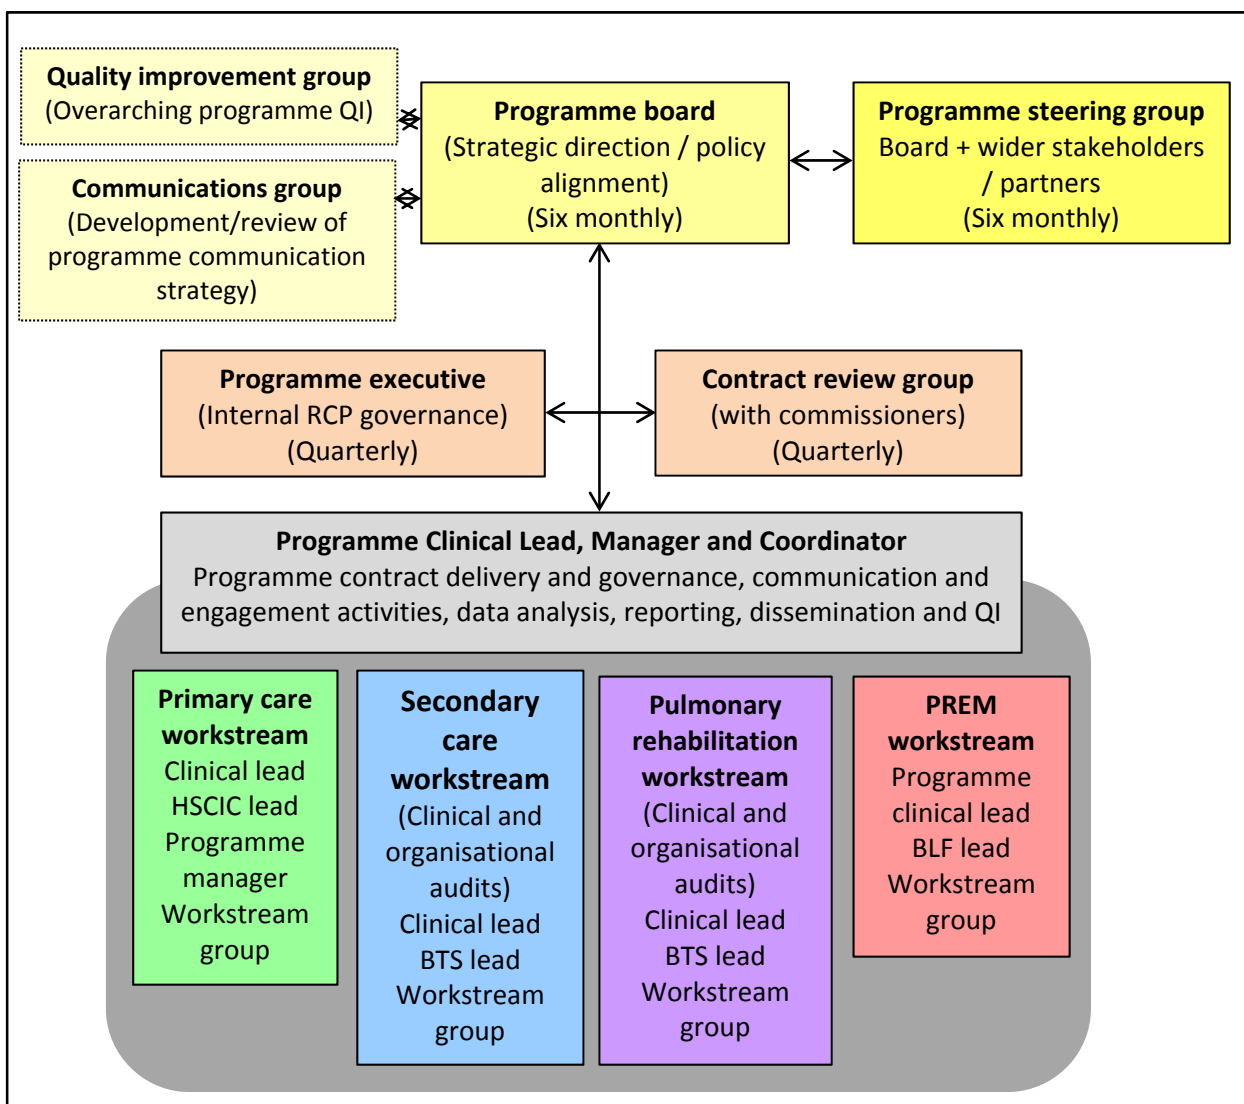 Quality improvement group
(Overarching programme QI)
Communications group
(Development/review of
programme communication
strategy)
Programme board
(Strategic direction / policy
alignment)
(Six monthly)
Programme steering group
Board + wider stakeholders
/ partners
(Six monthly)
Programme executive
(Internal RCP governance)
(Quarterly)
Contract review group
(with commissioners)
(Quarterly)
Programme Clinical Lead, Manager and Coordinator
Programme contract delivery and governance, communication and
engagement activities, data analysis, reporting, dissemination and QI
Primary care
workstream
Clinical lead
HSCIC lead
Programme
manager
Workstream
group
Secondary
care
workstream
(Clinical and
organisational
audits)
Clinical lead
BTS lead
Workstream
group
Pulmonary
rehabilitation
workstream
(Clinical and
organisational
audits)
Clinical lead
BTS lead
Workstream
group
PREM
workstream
Programme
clinical lead
BLF lead
Workstream
group